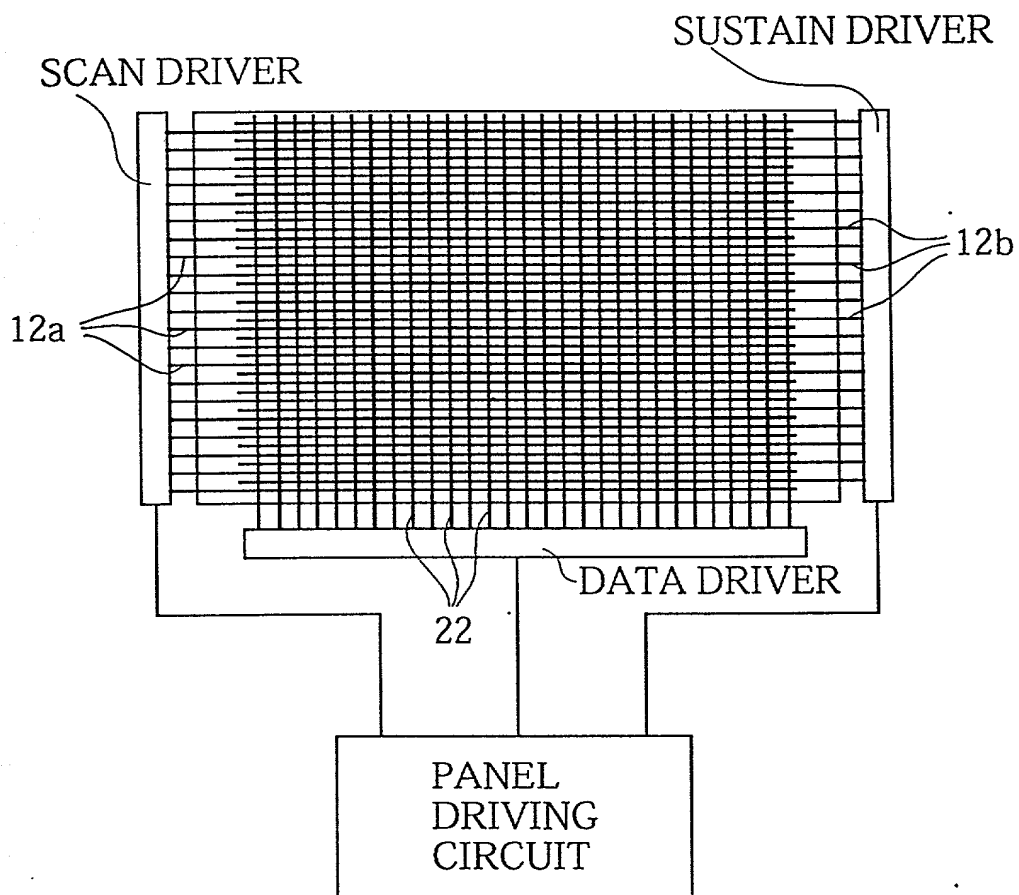 SUSTAIN DRIVER
SCAN DRIVER
12b
12a
DATA DRIVER
22
PANEL
DRIVING
CIRCUIT